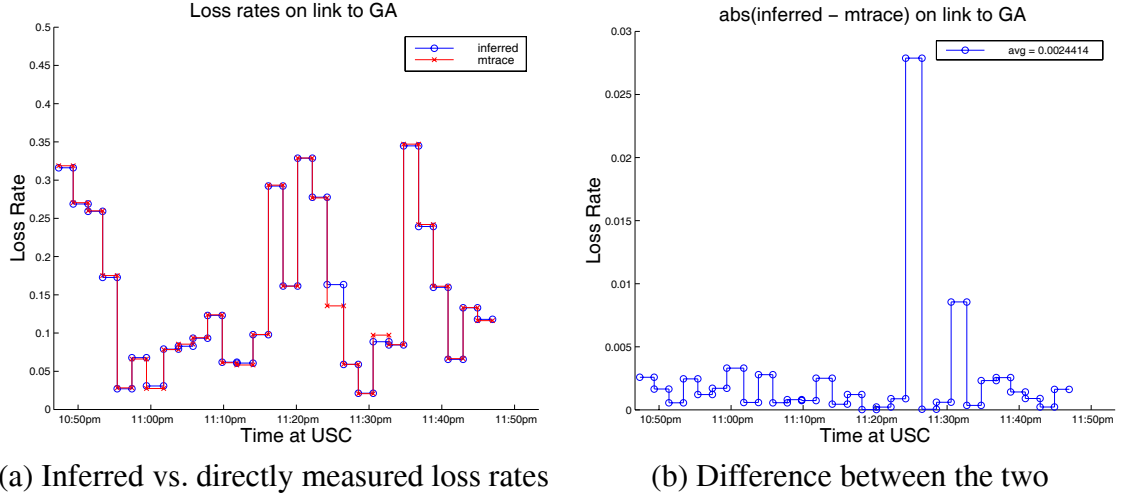 Loss rates on link to GA
0.5
0.45
0.4
0.35
0.3
0.25
0.2
0.15
0.1
0.05
0
Loss Rate
inferred
mtrace
10:50pm 11:00pm 11:10pm 11:20pm 11:30pm 11:40pm 11:50pm
Time at USC
(a) Inferred vs. directly measured loss rates
abs(inferred − mtrace) on link to GA
0.03
0.025
0.02
0.015
0.01
0.005
0
Loss Rate
avg = 0.0024414
10:50pm 11:00pm 11:10pm 11:20pm 11:30pm 11:40pm 11:50pm
Time at USC
(b) Difference between the two